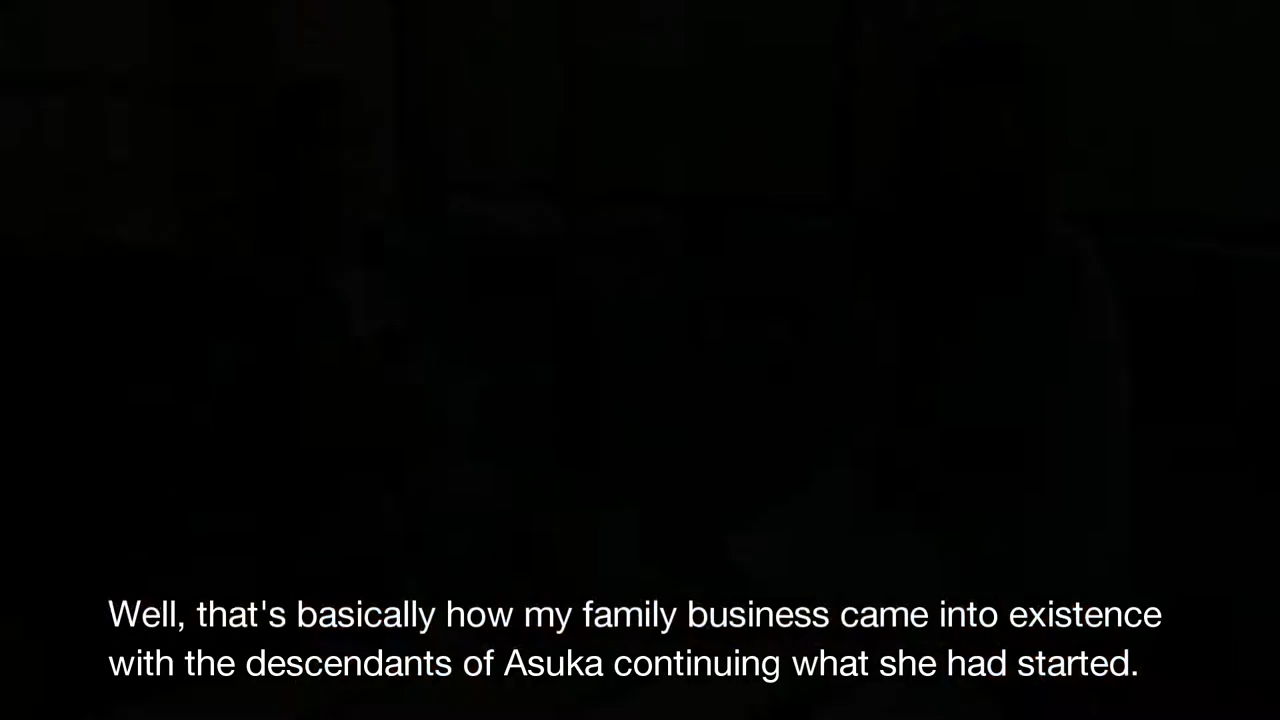 Well, that's basically how my family business came into existence
with the descendants of Asuka continuing what she had started.